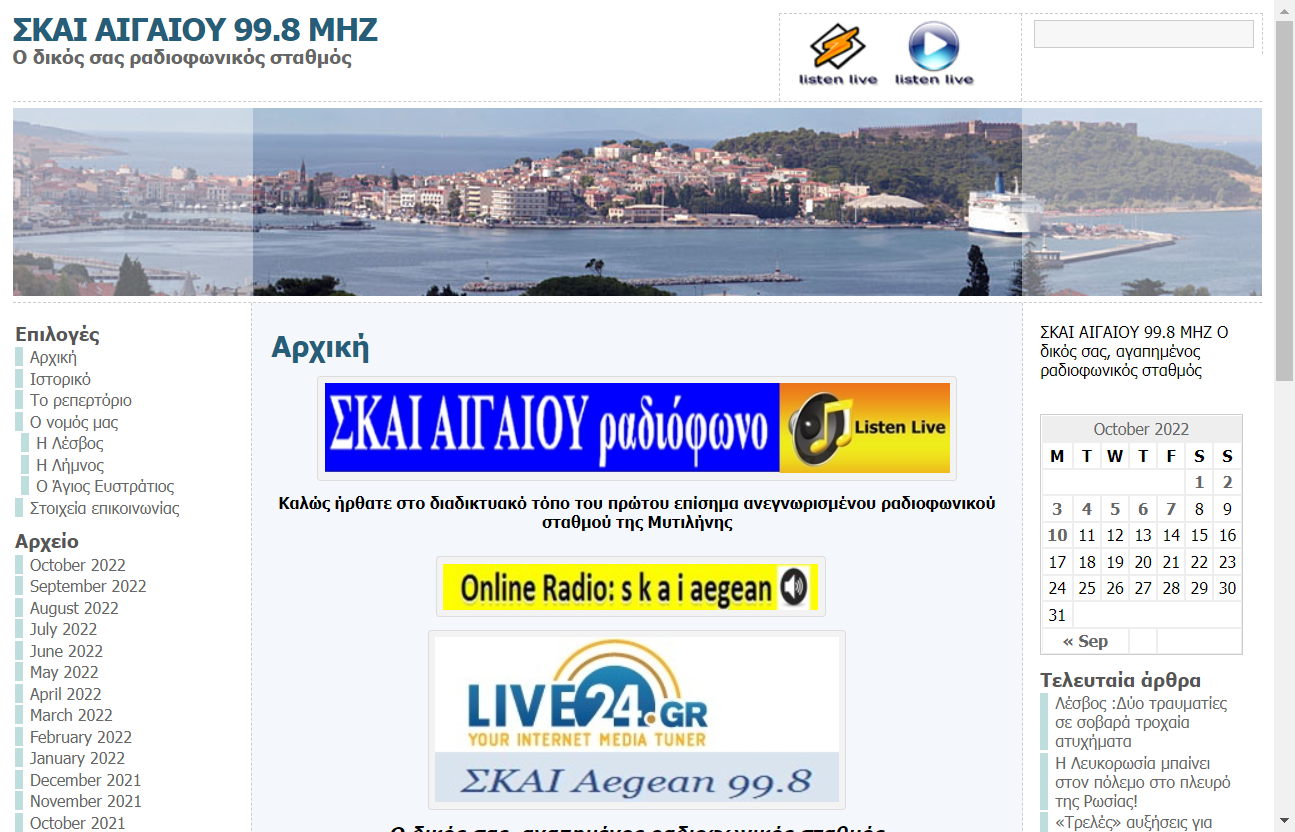 ΣΚΑΙ ΑΙΓΑΙΟΥ 99.8 MHZ
Ο δικός σας ραδιοφωνικός σταθμός
listen live
listen live
Επιλογές
Αρχική
Ιστορικό
Το ρεπερτόριο
Ο νομός μας
Η Λέσβος
Η Λήμνος
Ο Άγιος Ευστράτιος
Στοιχεία επικοινωνίας
Αρχείο
October 2022
September 2022
August 2022
July 2022
June 2022
May 2022
April 2022
March 2022
February 2022
January 2022
December 2021
November 2021
October 2021
Αρχική
ΣΚΑΙ ΑΙΓΑΙΟΥ ραδιόφωνο
Listen Live
Καλώς ήρθατε στο διαδικτυακό τόπο του πρώτου επίσημα ανεγνωρισμένου ραδιοφωνικού
σταθμού της Μυτιλήνης
Online Radio: s k a i aegean
LIVE24.GR
YOUR INTERNET MEDIA TUNER
ΣΚΑΙ Aegean 99.8
Ο δικός σας, αγαπημένος ραδιοφωνικός σταθμός
ΣΚΑΙ ΑΙΓΑΙΟΥ 99.8 MHZ Ο
δικός σας, αγαπημένος
ραδιοφωνικός σταθμός
October 2022
M T W T F S S
1 2
3 4 5 6 7 8 9
10 11 12 13 14 15 16
17 18 19 20 21 22 23
24 25 26 27 28 29 30
31
« Sep
Τελευταία άρθρα
Λέσβος :Δύο τραυματίες
σε σοβαρά τροχαία
ατυχήματα
Η Λευκορωσία μπαίνει
στον πόλεμο στο πλευρό
της Ρωσίας!
«Τρελές» αυξήσεις για